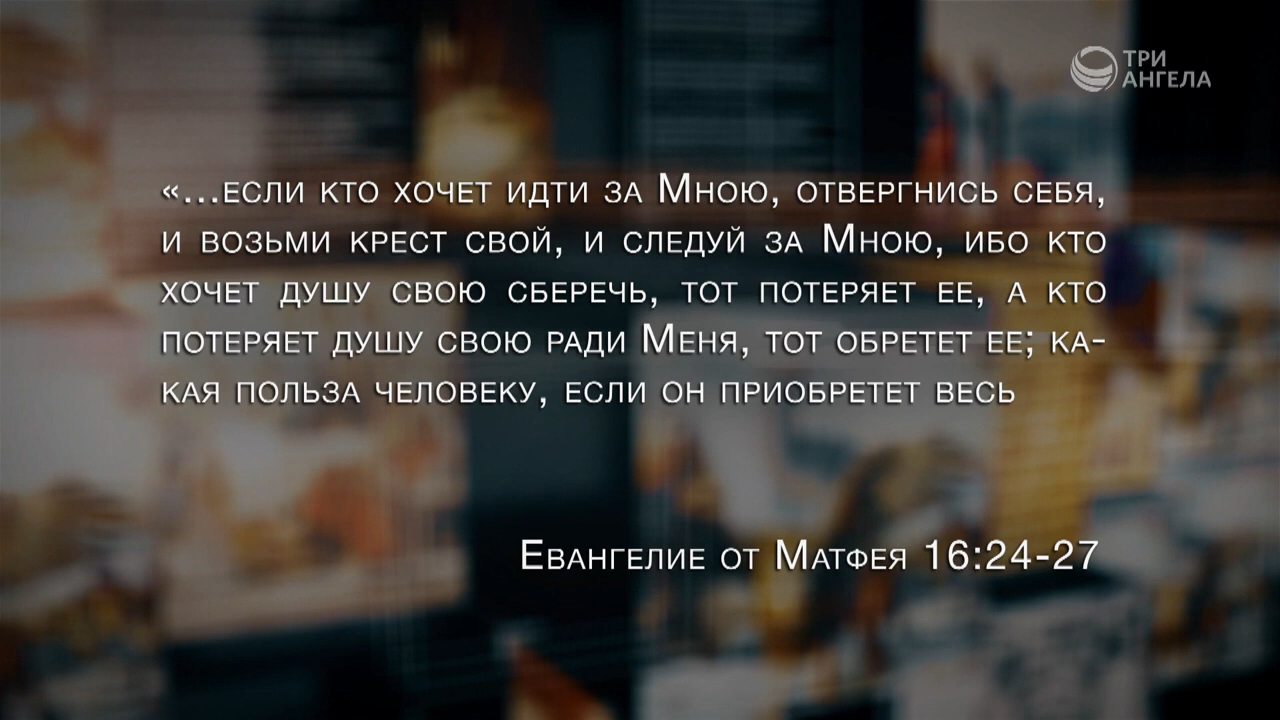 ТРИ
АНГЕЛА
«...если кто хочет идти за Мною, отвергнись себя,
и возьми крест свой, и следуй за Мною, ибо кто
хочет душу свою сберечь, тот потеряет ее, а кто
потеряет душу свою ради Меня, тот обретет ее; ка-
кая польза человеку, если он приобретет весь
Евангелие от Матфея 16:24-27